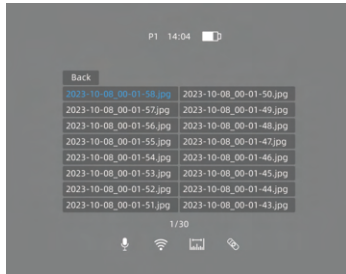 P1 14:04
Back
2023-10-08_00-01-58.jpg 2023-10-08_00-01-50.jpg
2023-10-08_00-01-57.jpg 2023-10-08_00-01-49.jpg
2023-10-08_00-01-56.jpg 2023-10-08_00-01-48.jpg
2023-10-08_00-01-55.jpg 2023-10-08_00-01-47.jpg
2023-10-08_00-01-54.jpg 2023-10-08_00-01-46.jpg
2023-10-08_00-01-53.jpg 2023-10-08_00-01-45.jpg
2023-10-08_00-01-52.jpg 2023-10-08_00-01-44.jpg
2023-10-08_00-01-51.jpg 2023-10-08_00-01-43.jpg
1/30